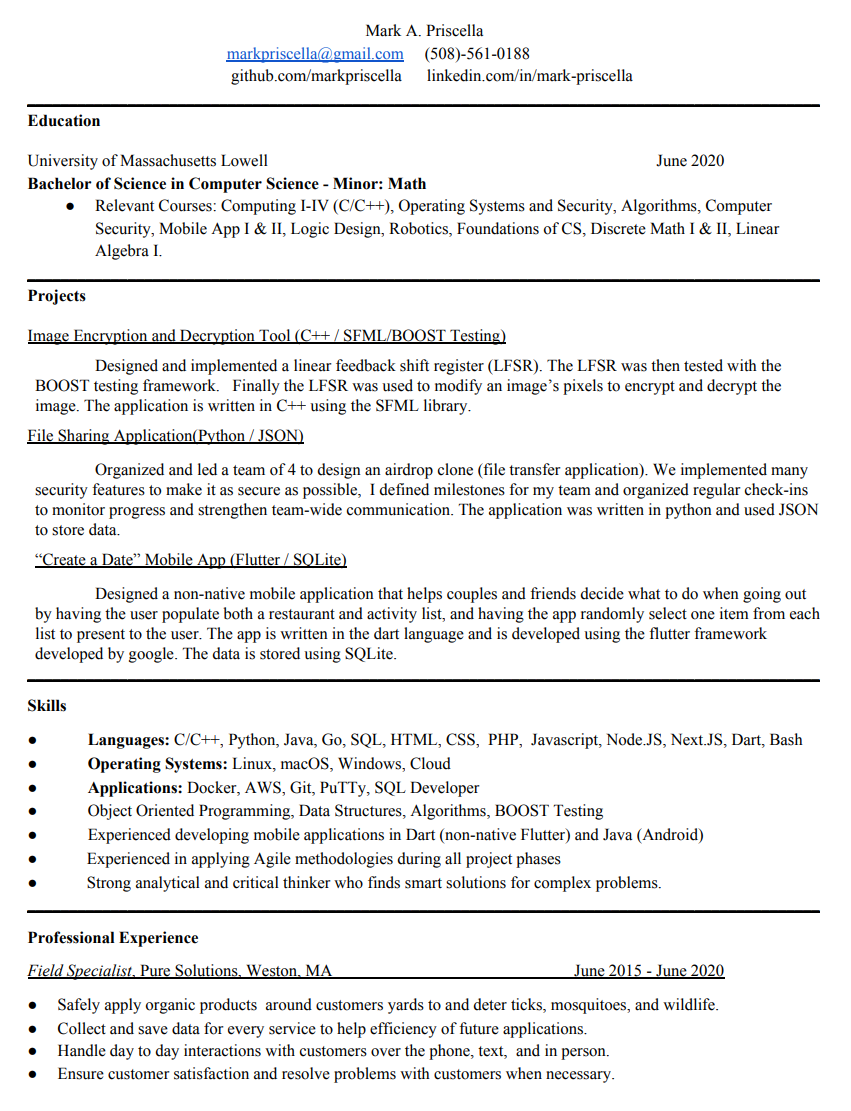 Mark A. Priscella
markpriscella@gmail.com (508)-561-0188
github.com/markpriscella linkedin.com/in/mark-priscella
Education
University of Massachusetts Lowell June 2020
Bachelor of Science in Computer Science - Minor: Math
● Relevant Courses: Computing I-IV (C/C++), Operating Systems and Security, Algorithms, Computer
Security, Mobile App I & II, Logic Design, Robotics, Foundations of CS, Discrete Math I & II, Linear
Algebra I.
Projects
Image Encryption and Decryption Tool (C++ / SFML/BOOST Testing)
Designed and implemented a linear feedback shift register (LFSR). The LFSR was then tested with the
BOOST testing framework. Finally the LFSR was used to modify an image’s pixels to encrypt and decrypt the
image. The application is written in C++ using the SFML library.
File Sharing Application(Python / JSON)
Organized and led a team of 4 to design an airdrop clone (file transfer application). We implemented many
security features to make it as secure as possible, I defined milestones for my team and organized regular check-ins
to monitor progress and strengthen team-wide communication. The application was written in python and used JSON
to store data.
“Create a Date” Mobile App (Flutter / SQLite)
Designed a non-native mobile application that helps couples and friends decide what to do when going out
by having the user populate both a restaurant and activity list, and having the app randomly select one item from each
list to present to the user. The app is written in the dart language and is developed using the flutter framework
developed by google. The data is stored using SQLite.
Skills
● Languages: C/C++, Python, Java, Go, SQL, HTML, CSS, PHP, Javascript, Node.JS, Next.JS, Dart, Bash
● Operating Systems: Linux, macOS, Windows, Cloud
● Applications: Docker, AWS, Git, PuTTy, SQL Developer
● Object Oriented Programming, Data Structures, Algorithms, BOOST Testing
● Experienced developing mobile applications in Dart (non-native Flutter) and Java (Android)
● Experienced in applying Agile methodologies during all project phases
● Strong analytical and critical thinker who finds smart solutions for complex problems.
Professional Experience
Field Specialist, Pure Solutions, Weston, MA June 2015 - June 2020
● Safely apply organic products around customers yards to and deter ticks, mosquitoes, and wildlife.
● Collect and save data for every service to help efficiency of future applications.
● Handle day to day interactions with customers over the phone, text, and in person.
● Ensure customer satisfaction and resolve problems with customers when necessary.